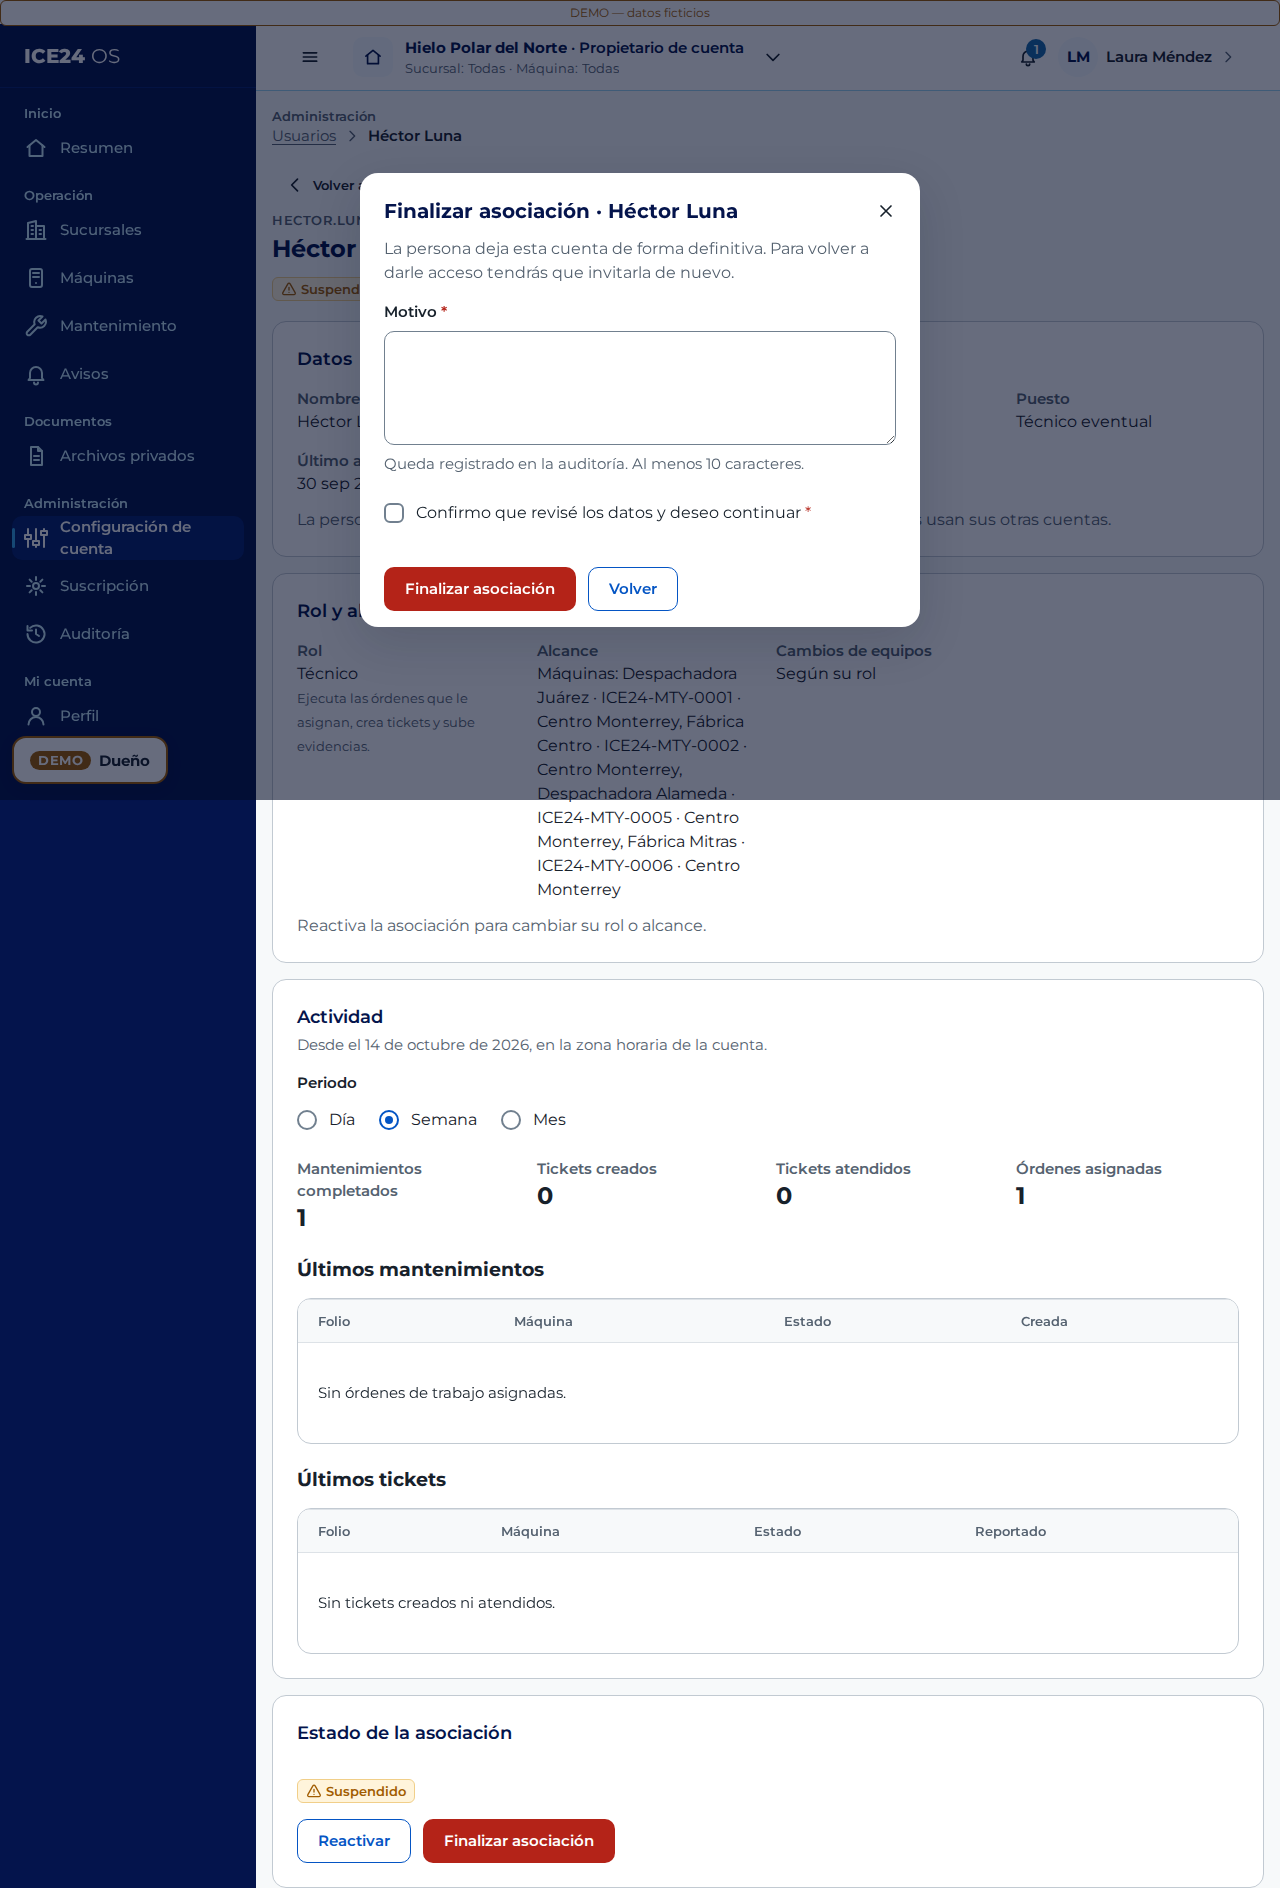 DEMO — datos ficticios
ICE24 OS
Hielo Polar del Norte · Propietario de cuenta
Sucursal: Todas · Máquina: Todas
1
LM
Laura Méndez
Inicio
Resumen
Operación
Sucursales
Máquinas
Mantenimiento
Avisos
Documentos
Archivos privados
Administración
Configuración de
cuenta
Suscripción
Auditoría
Mi cuenta
Perfil
DEMO Dueño
Administración
Usuarios
Héctor Luna
Volver
Héctor
Finalizar asociación · Héctor Luna
La persona deja esta cuenta de forma definitiva. Para volver a
darle acceso tendrás que invitarla de nuevo.
Motivo *
Queda registrado en la auditoría. Al menos 10 caracteres.
Confirmo que revisé los datos y deseo continuar *
Finalizar asociación
Volver
Datos
Puesto
Técnico eventual
30 sep
usan sus otras cuentas.
Rol y
Rol
Técnico
Ejecuta las órdenes que le
asignan, crea tickets y sube
evidencias.
Alcance
Máquinas: Despachadora
Juárez · ICE24-MTY-0001 ·
Centro Monterrey, Fábrica
Centro · ICE24-MTY-0002 ·
Centro Monterrey,
Despachadora Alameda ·
ICE24-MTY-0005 · Centro
Monterrey, Fábrica Mitras ·
ICE24-MTY-0006 · Centro
Monterrey
Cambios de equipos
Según su rol
Reactiva la asociación para cambiar su rol o alcance.
Actividad
Desde el 14 de octubre de 2026, en la zona horaria de la cuenta.
Periodo
Día
Semana
Mes
Mantenimientos
completados
1
Tickets creados
0
Tickets atendidos
0
Órdenes asignadas
1
Últimos mantenimientos
Folio
Máquina
Estado
Creada
Sin órdenes de trabajo asignadas.
Últimos tickets
Folio
Máquina
Estado
Reportado
Sin tickets creados ni atendidos.
Estado de la asociación
Suspendido
Reactivar
Finalizar asociación